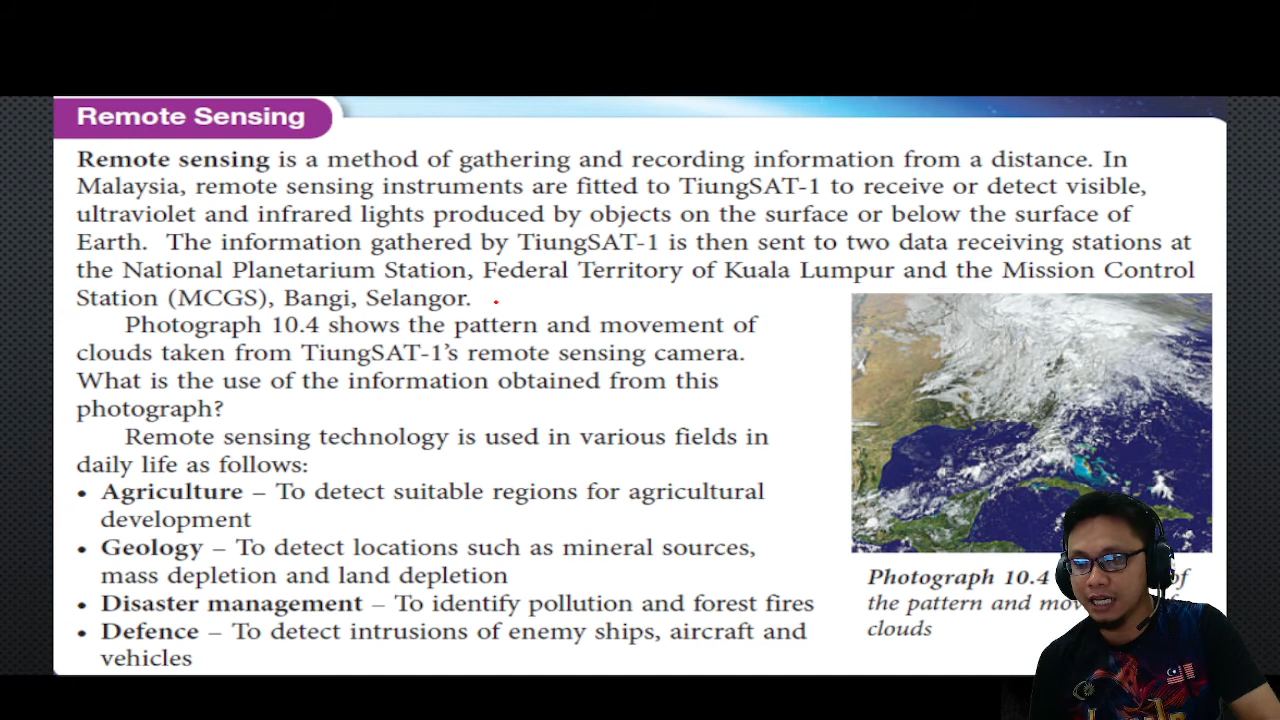 Remote Sensing
Remote sensing is a method of gathering and recording information from a distance. In
Malaysia, remote sensing instruments are fitted to TiungSAT-1 to receive or detect visible,
ultraviolet and infrared lights produced by objects on the surface or below the surface of
Earth. The information gathered by TiungSAT-1 is then sent to two data receiving stations at
the National Planetarium Station, Federal Territory of Kuala Lumpur and the Mission Control
Station (MCGS), Bangi, Selangor.
Photograph 10.4 shows the pattern and movement of
clouds taken from TiungSAT-1’s remote sensing camera.
What is the use of the information obtained from this
photograph?
Remote sensing technology is used in various fields in
daily life as follows:
• Agriculture – To detect suitable regions for agricultural
development
• Geology – To detect locations such as mineral sources,
mass depletion and land depletion
• Disaster management – To identify pollution and forest fires
• Defence – To detect intrusions of enemy ships, aircraft and
vehicles
Photograph 10.4 of
the pattern and
clouds